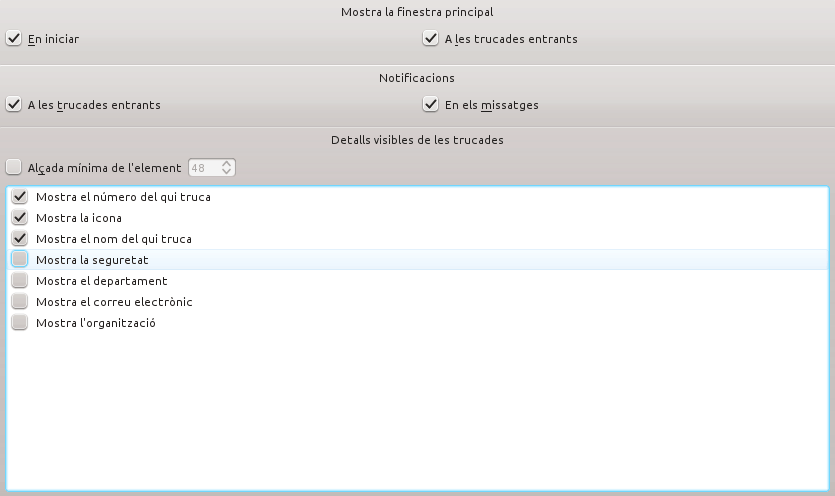 Mostra la finestra principal
En iniciar A les trucades entrants
Notificacions
A les trucades entrants En els missatges
Detalls visibles de les trucades
Alçada mínima de l'element 48
Mostra el número del qui truca
Mostra la icona
Mostra el nom del qui truca
Mostra la seguretat
Mostra el departament
Mostra el correu electrònic
Mostra l'organització